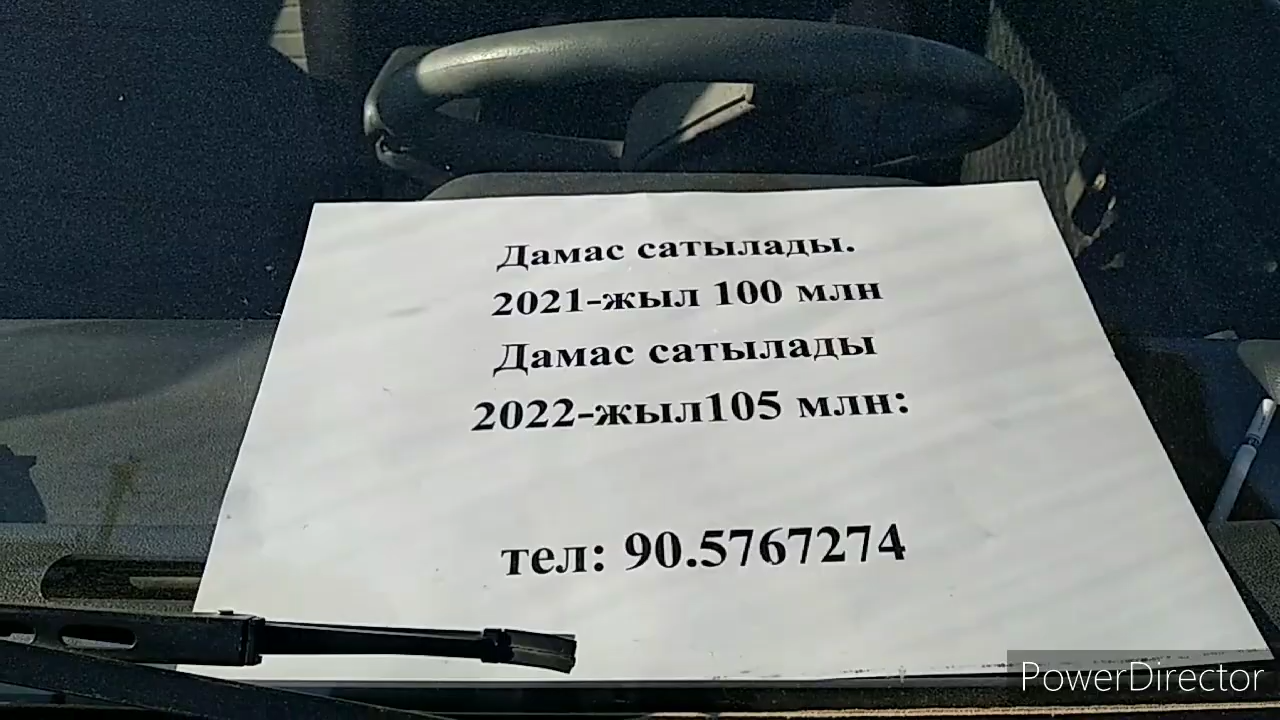 Дамас сатылады.
2021-жыл 100 млн
Дамас сатылады
2022-жыл105 млн:
тел: 90.5767274
PowerDirector